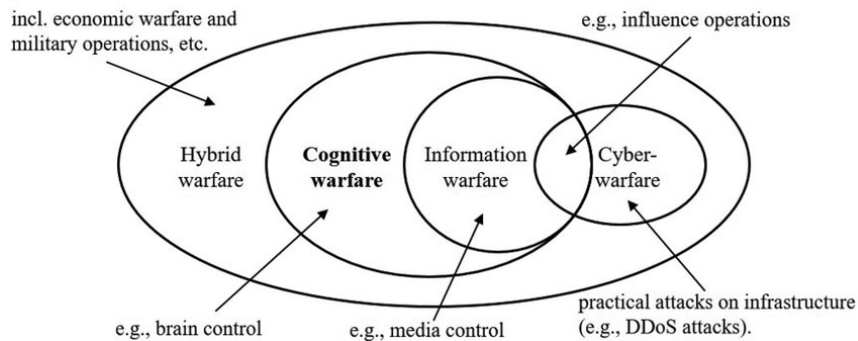 incl. economic warfare and
military operations, etc.
e.g., influence operations
Hybrid
warfare
Cognitive
warfare
Information
warfare
Cyber-
warfare
e.g., brain control
e.g., media control
practical attacks on infrastructure
(e.g., DDoS attacks).